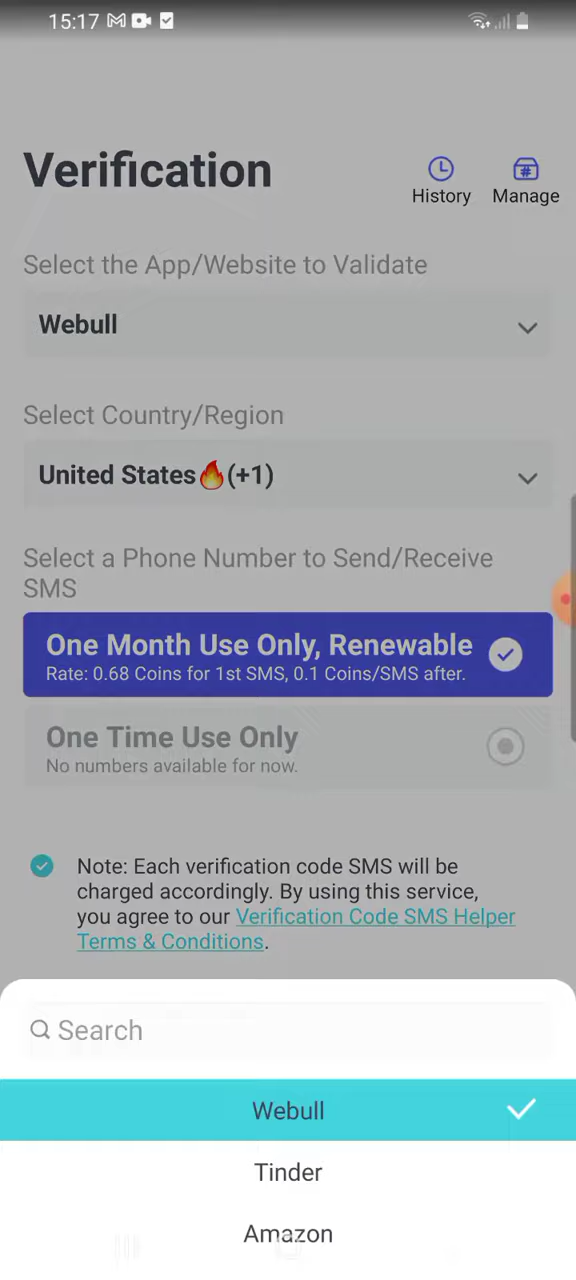 15:17
Verification
History
Manage
Select the App/Website to Validate
Webull
Select Country/Region
United States🔥(+1)
Select a Phone Number to Send/Receive
SMS
One Month Use Only, Renewable
Rate: 0.68 Coins for 1st SMS, 0.1 Coins/SMS after.
One Time Use Only
No numbers available for now.
Note: Each verification code SMS will be
charged accordingly. By using this service,
you agree to our Verification Code SMS Helper
Terms & Conditions.
Search
Webull
Tinder
Amazon